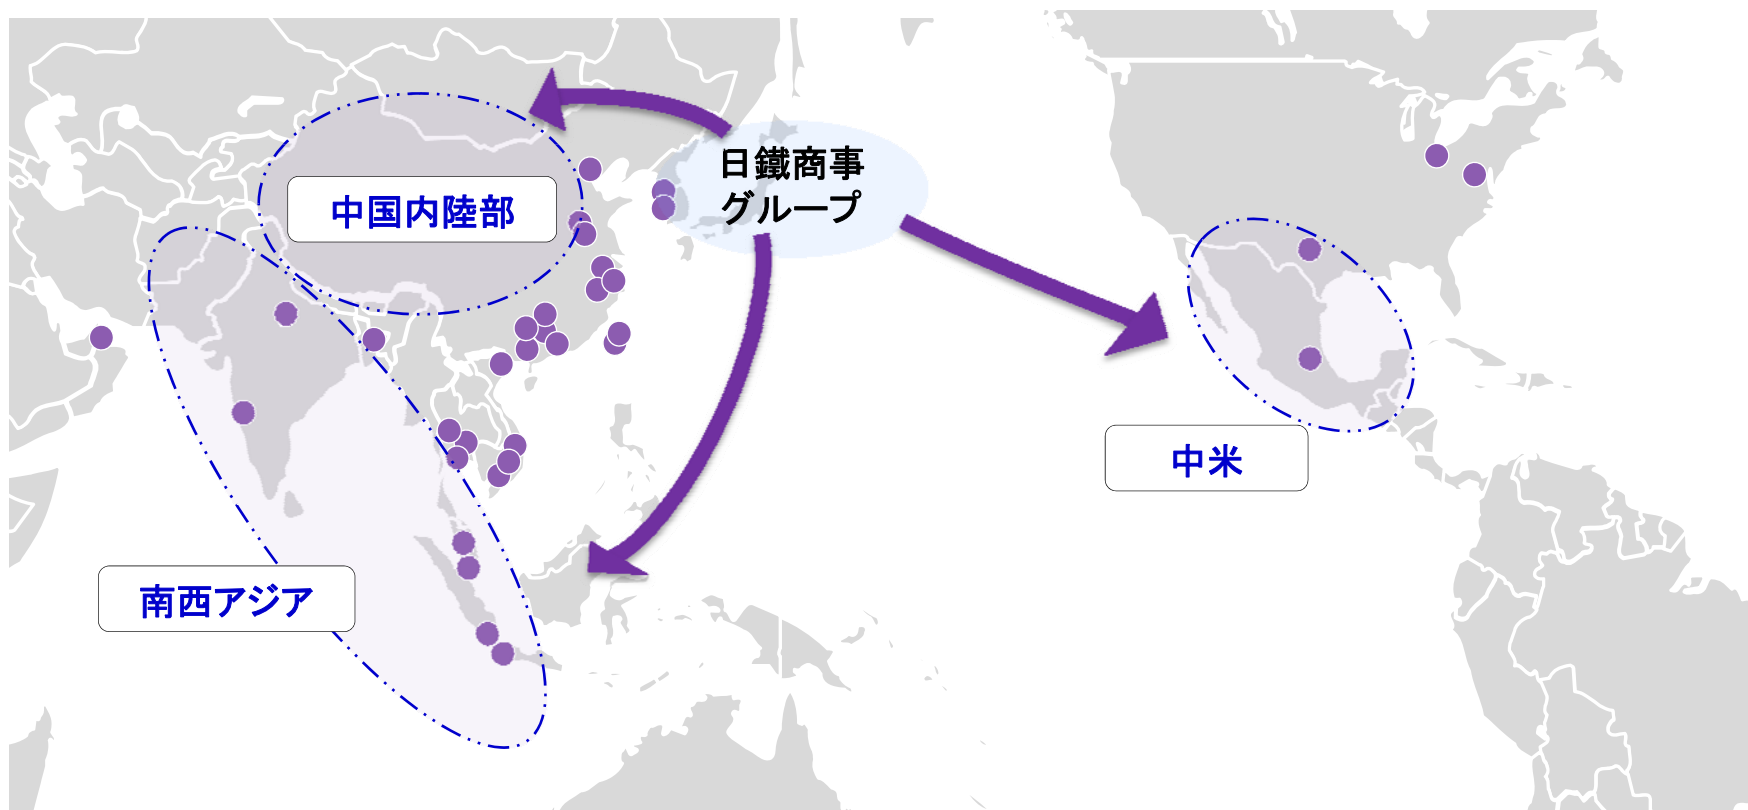 日鐵商事
グループ
中国内陸部
中米
南西アジア